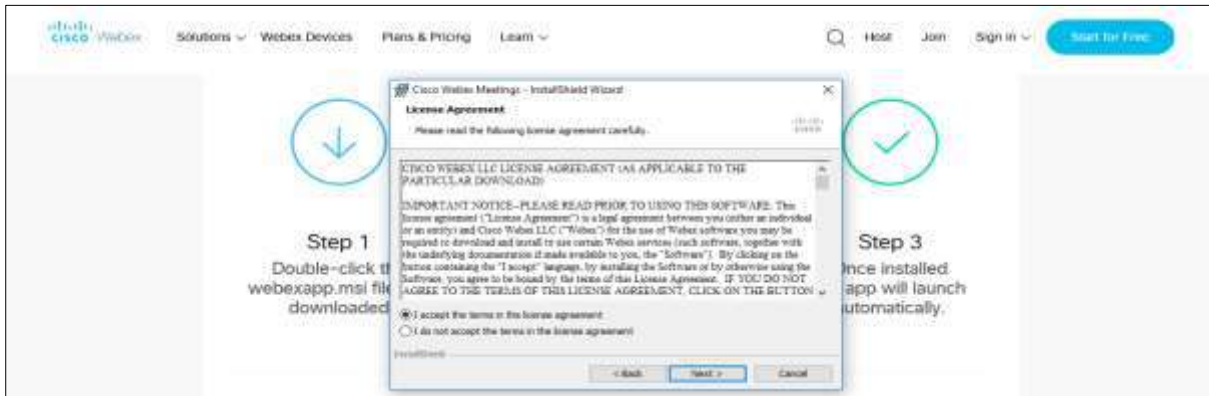 cisco Webex Solutions Webex Devices Plans & Pricing Learn Host Join Sign in Start for Free
Cisco Webex Meetings - InstallShield Wizard
License Agreement
Please read the following license agreement carefully.
cisco
CISCO WEBEX LLC LICENSE AGREEMENT (AS APPLICABLE TO THE
PARTICULAR DOWNLOAD)
IMPORTANT NOTICE--PLEASE READ PRIOR TO USING THIS SOFTWARE: This
license agreement ("License Agreement") is a legal agreement between you (either an individual
or an entity) and Cisco Webex LLC ("Webex") for the use of Webex software you may be
required to download and install to use certain Webex services (such software, together with
the underlying documentation if made available to you, the "Software"). By clicking on the
button containing the "I accept" language, by installing the Software or by otherwise using the
Software, you agree to be bound by the terms of this License Agreement. IF YOU DO NOT
AGREE TO THE TERMS OF THIS LICENSE AGREEMENT, CLICK ON THE BUTTON
I accept the terms in the license agreement
I do not accept the terms in the license agreement
InstallShield
< Back Next > Cancel
Step 1
Double-click th
webexapp.msi file
downloaded
Step 3
Once installed
app will launch
automatically.